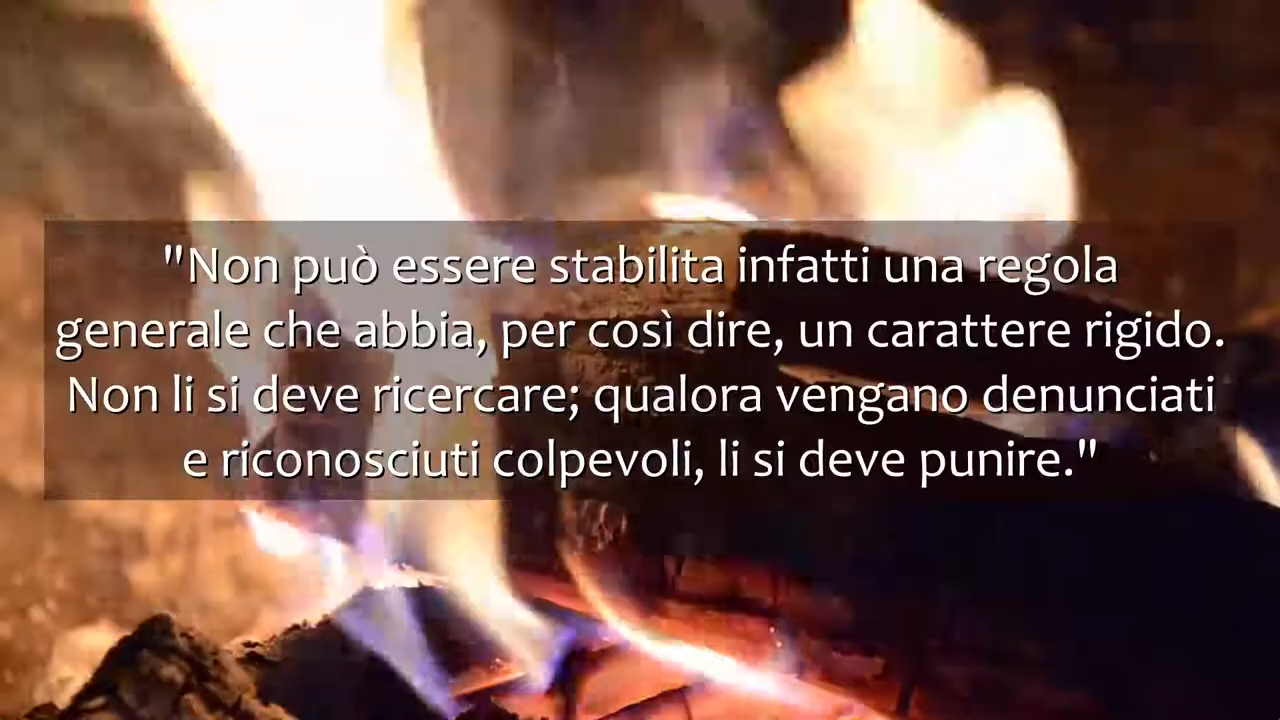 "Non può essere stabilita infatti una regola
generale che abbia, per così dire, un carattere rigido.
Non li si deve ricercare; qualora vengano denunciati
e riconosciuti colpevoli, li si deve punire."